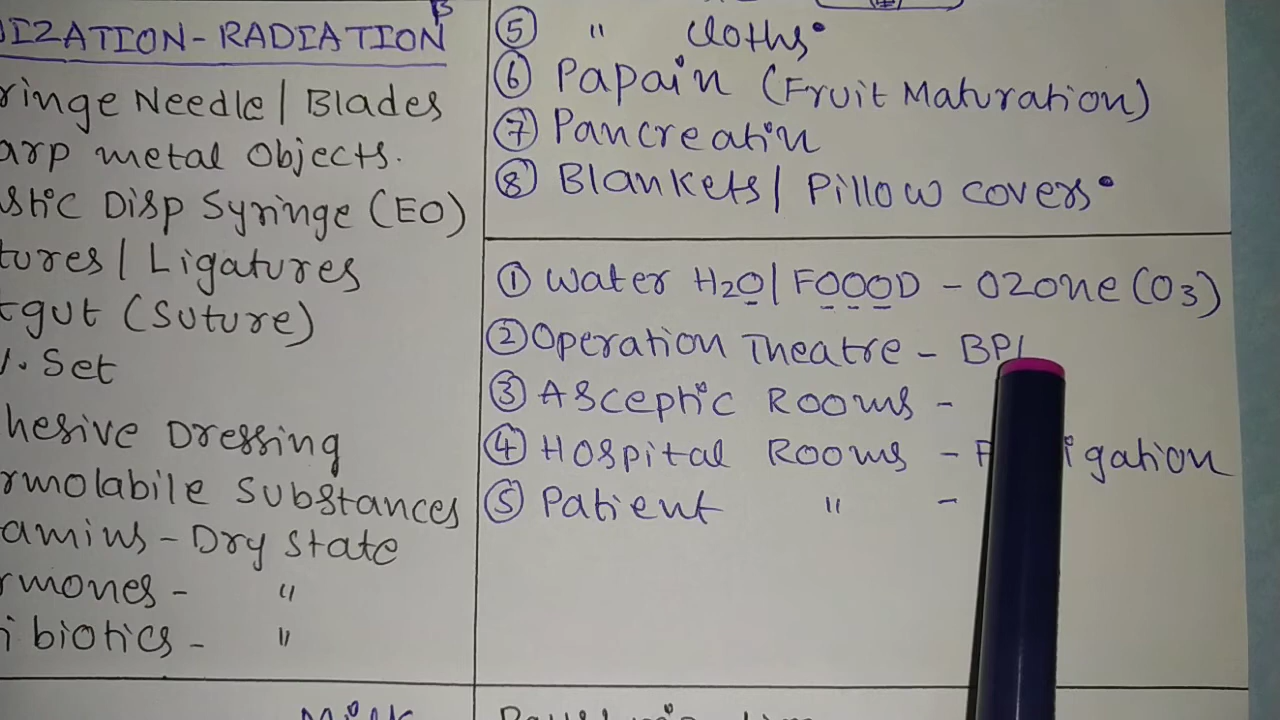 IZATION - RADIATION
ringe Needle | Blades
arp metal Objects.
stic Disp Syringe (EO)
tures | Ligatures
tgut (Suture)
. Set
hesive Dressing
rmolabile Substances
amins - Dry State
rmones - "
i biotics - "
⑤ " Cloths
⑥ Papain (Fruit Maturation)
⑦ Pancreatin
⑧ Blankets | Pillow covers
① Water H2O | FOOOD - Ozone (O3)
② Operation Theatre -
③ Asceptic Rooms -
④ Hospital Rooms - igation
⑤ Patient " -